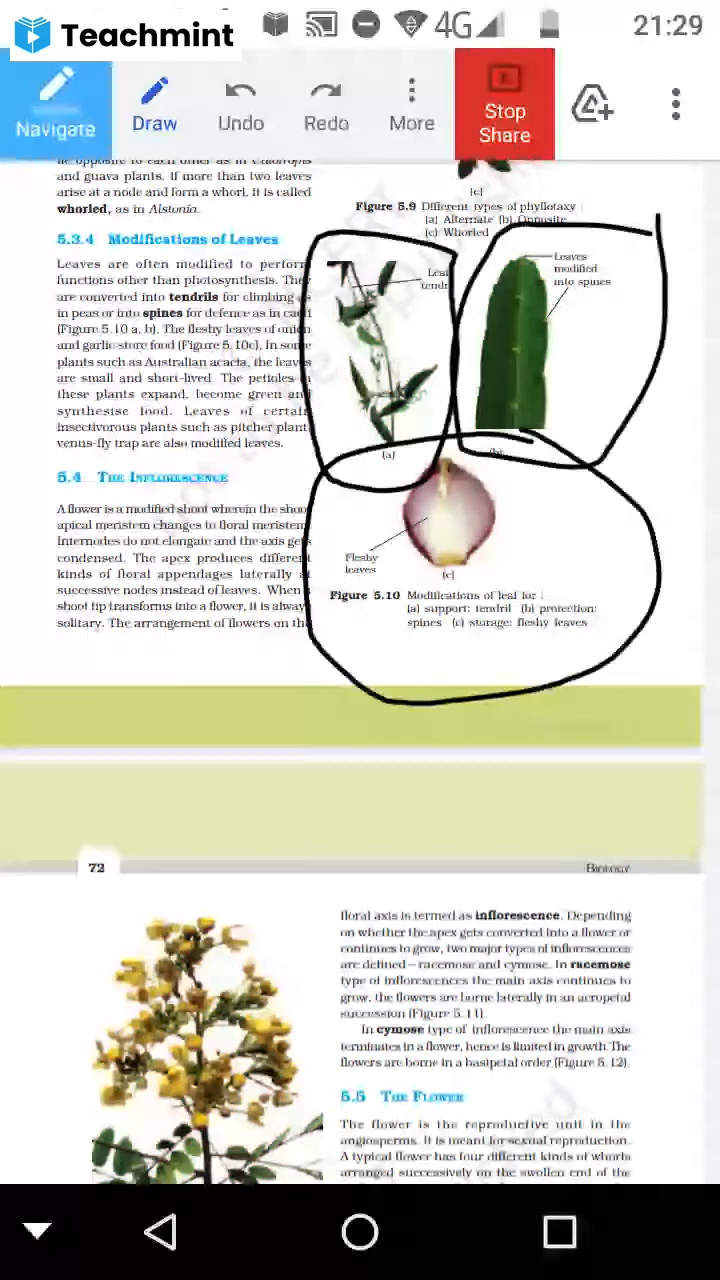 Teachmint
4G
21:29
Navigate
Draw
Undo
Redo
More
Stop
Share
and guava plants. If more than two leaves
arise at a node and form a whorl, it is called
whorled, as in Alstonia.
5.3.4 Modifications of Leaves
Leaves are often modified to perform
functions other than photosynthesis. They
are converted into tendrils for climbing as
in peas or into spines for defence as in cacti
(Figure 5.10 a, b). The fleshy leaves of onion
and garlic store food (Figure 5.10c). In some
plants such as Australian acacia, the leaves
are small and short-lived. The petioles in
these plants expand, become green and
synthesise food. Leaves of certain
insectivorous plants such as pitcher plant,
venus-fly trap are also modified leaves.
5.4 THE INFLORESCENCE
A flower is a modified shoot wherein the shoot
apical meristem changes to floral meristem.
Internodes do not elongate and the axis gets
condensed. The apex produces different
kinds of floral appendages laterally at
successive nodes instead of leaves. When a
shoot tip transforms into a flower, it is always
solitary. The arrangement of flowers on the
(c)
Figure 5.9 Different types of phyllotaxy :
(a) Alternate (b) Opposite
(c) Whorled
Leaf
tendr
(a)
Leaves
modified
into spines
(b)
Fleshy
leaves
(c)
Figure 5.10 Modifications of leaf for :
(a) support: tendril (b) protection:
spines (c) storage: fleshy leaves
72
Biology
floral axis is termed as inflorescence. Depending
on whether the apex gets converted into a flower or
continues to grow, two major types of inflorescences
are defined – racemose and cymose. In racemose
type of inflorescences the main axis continues to
grow, the flowers are borne laterally in an acropetal
succession (Figure 5.11).
In cymose type of inflorescence the main axis
terminates in a flower, hence is limited in growth.The
flowers are borne in a basipetal order (Figure 5.12).
5.5 THE FLOWER
The flower is the reproductive unit in the
angiosperms. It is meant for sexual reproduction.
A typical flower has four different kinds of whorls
arranged successively on the swollen end of the